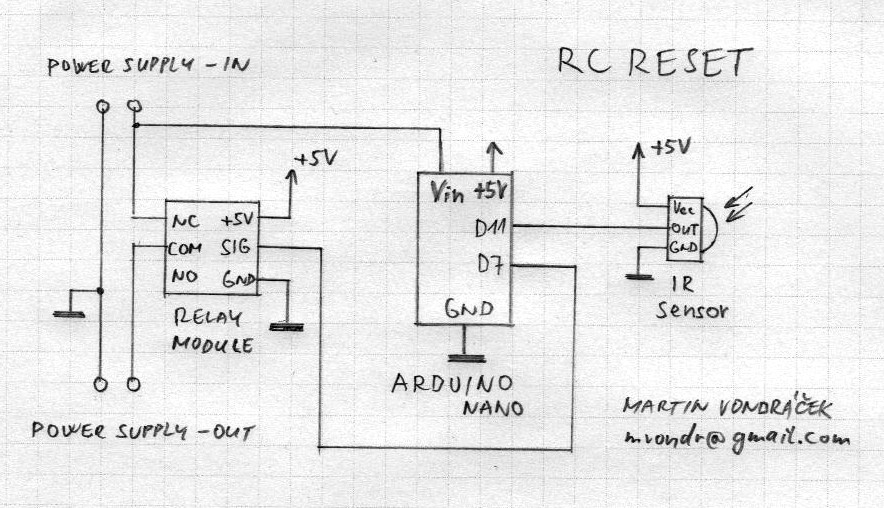 POWER SUPPLY - IN
RC RESET
+5V
+5V
NC +5V
COM SIG
NO GND
RELAY
MODULE
Vin +5V
D11
D7
GND
ARDUINO
NANO
Vcc
OUT
GND
IR
Sensor
POWER SUPPLY - OUT
MARTIN VONDRÁČEK
mvondr@gmail.com